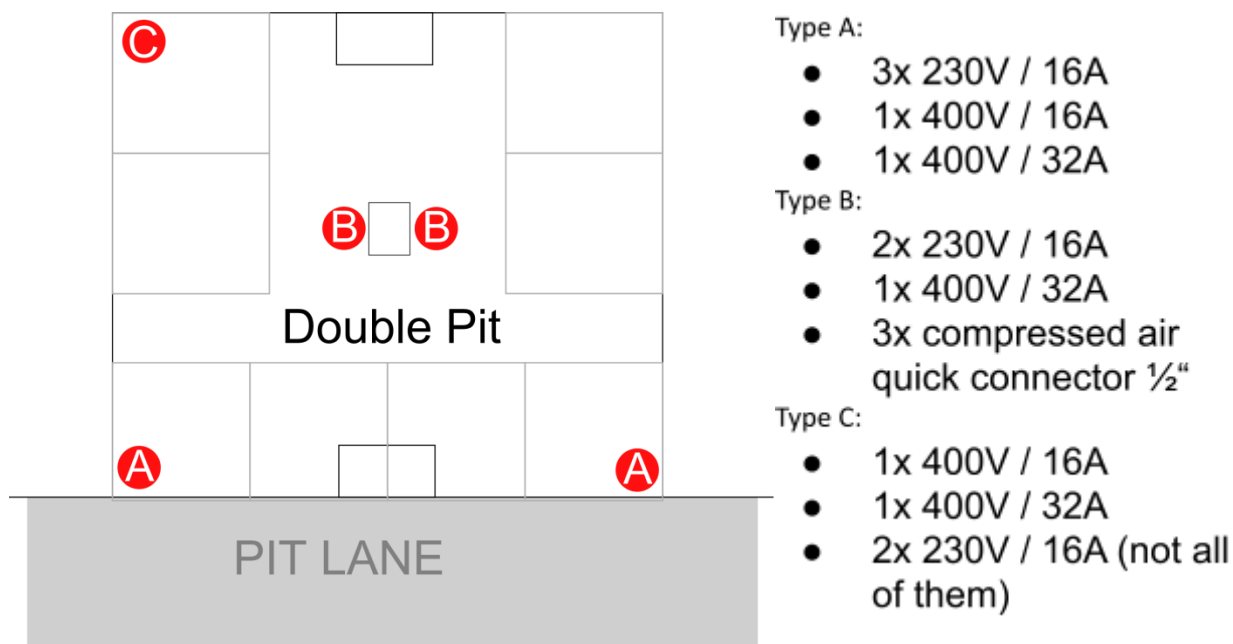 C
B B
Double Pit
A A
PIT LANE
Type A:
● 3x 230V / 16A
● 1x 400V / 16A
● 1x 400V / 32A
Type B:
● 2x 230V / 16A
● 1x 400V / 32A
● 3x compressed air
quick connector ½“
Type C:
● 1x 400V / 16A
● 1x 400V / 32A
● 2x 230V / 16A (not all
of them)